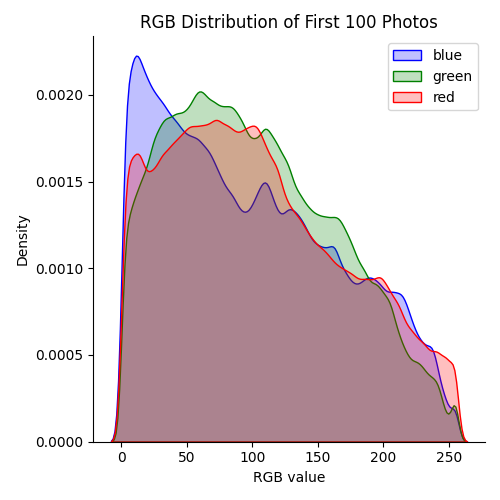 RGB Distribution of First 100 Photos
blue
green
red
Density
0.0020
0.0015
0.0010
0.0005
0.0000
0 50 100 150 200 250
RGB value